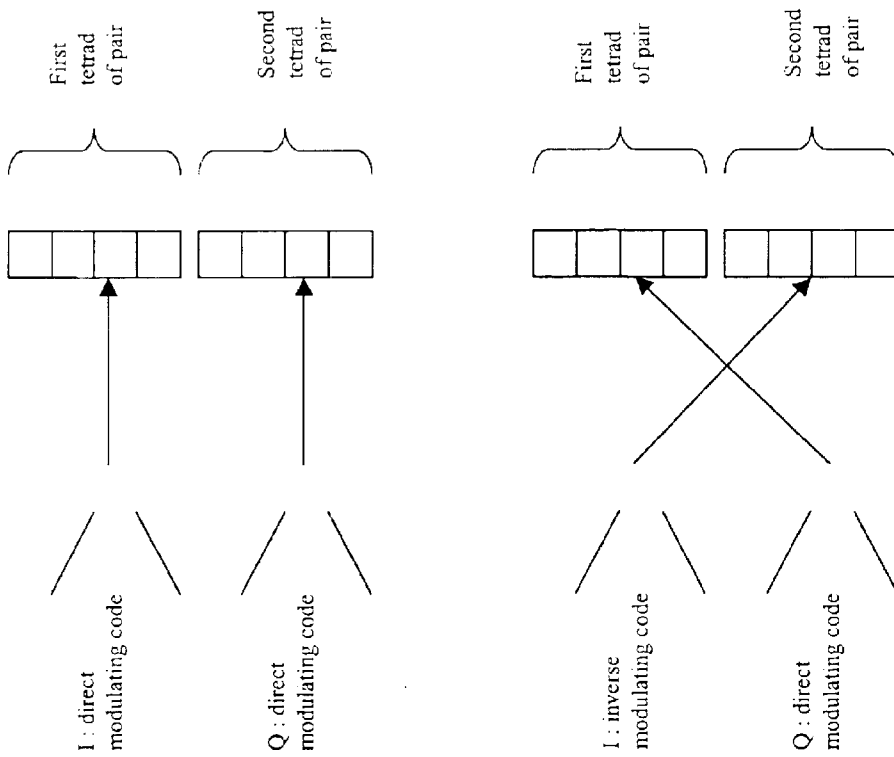 First
tetrad
of pair
Second
tetrad
of pair
First
tetrad
of pair
Second
tetrad
of pair
I : direct
modulating code
Q : direct
modulating code
I : inverse
modulating code
Q : direct
modulating code